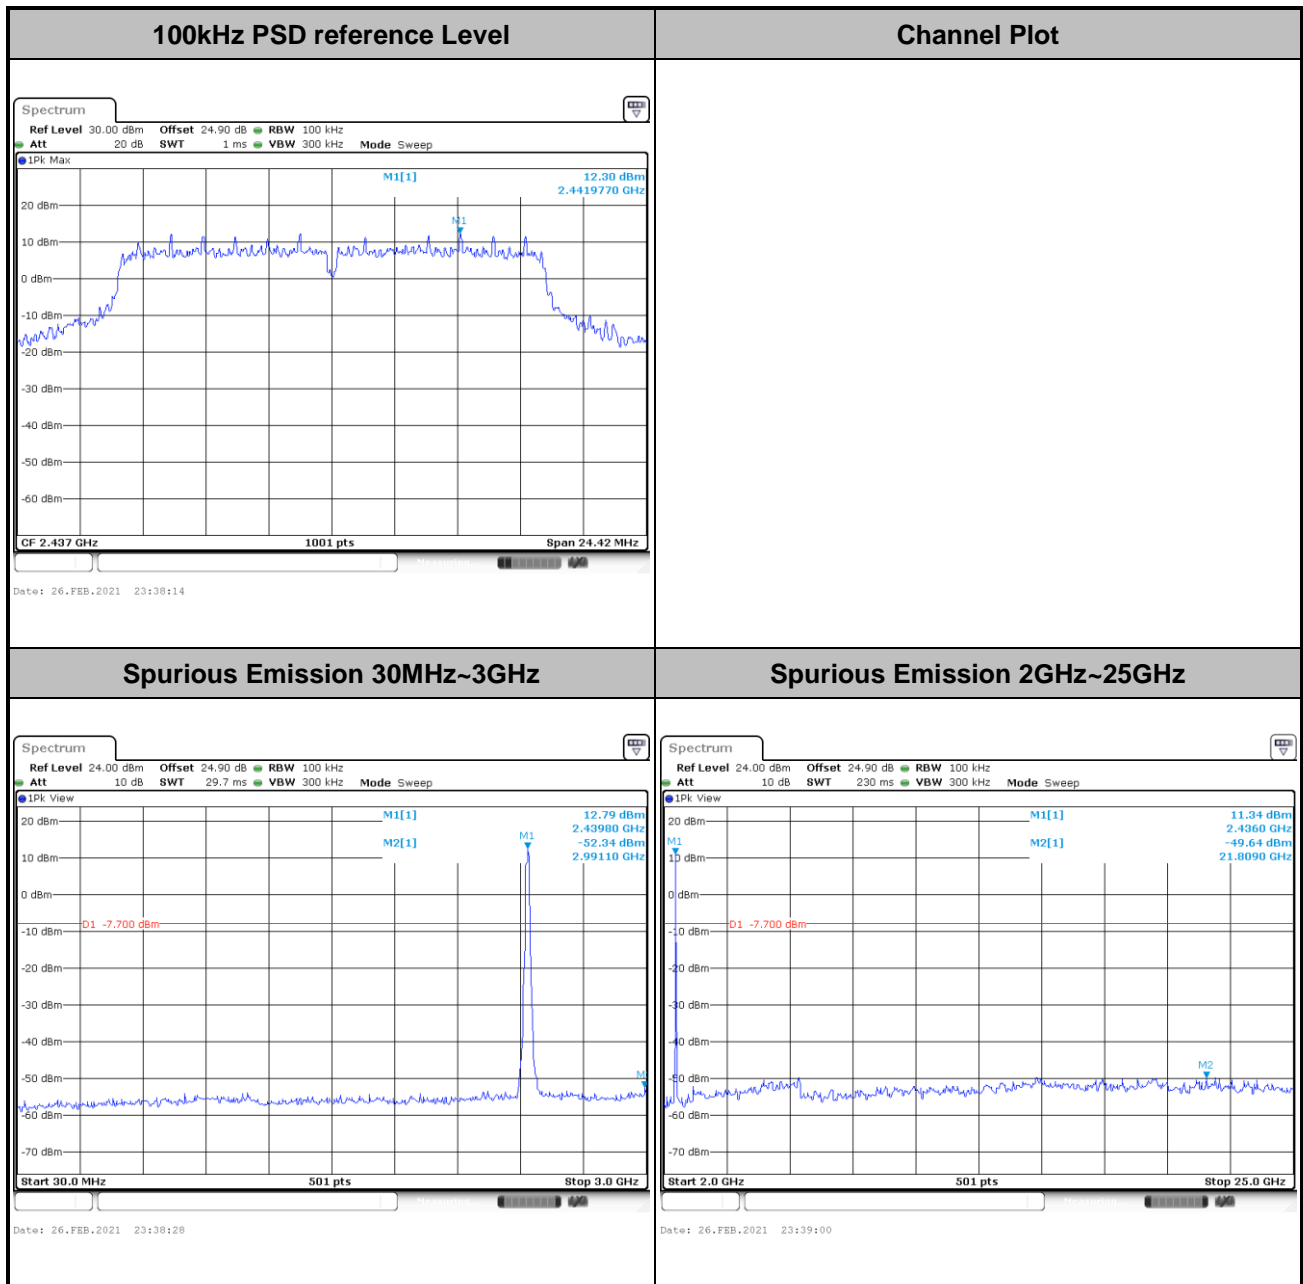 100kHz PSD reference Level
Channel Plot
Spectrum
Ref Level 30.00 dBm Offset 24.90 dB RBW 100 kHz
Att 20 dB SWT 1 ms VBW 300 kHz Mode Sweep
1Pk Max
M1[1] 12.30 dBm
2.4419770 GHz
M1
20 dBm
10 dBm
0 dBm
-10 dBm
-20 dBm
-30 dBm
-40 dBm
-50 dBm
-60 dBm
CF 2.437 GHz 1001 pts Span 24.42 MHz
Date: 26.FEB.2021 23:38:14
Spurious Emission 30MHz~3GHz
Spurious Emission 2GHz~25GHz
Spectrum
Ref Level 24.00 dBm Offset 24.90 dB RBW 100 kHz
Att 10 dB SWT 29.7 ms VBW 300 kHz Mode Sweep
1Pk View
M1[1] 12.79 dBm
2.43980 GHz
M2[1] -52.34 dBm
2.99110 GHz
M1
20 dBm
10 dBm
0 dBm
D1 -7.700 dBm
-10 dBm
-20 dBm
-30 dBm
-40 dBm
-50 dBm
-60 dBm
-70 dBm
Start 30.0 MHz 501 pts Stop 3.0 GHz
Date: 26.FEB.2021 23:38:28
Spectrum
Ref Level 24.00 dBm Offset 24.90 dB RBW 100 kHz
Att 10 dB SWT 230 ms VBW 300 kHz Mode Sweep
1Pk View
M1[1] 11.34 dBm
2.4360 GHz
M2[1] -49.64 dBm
21.8090 GHz
M1
20 dBm
10 dBm
0 dBm
D1 -7.700 dBm
-10 dBm
-20 dBm
-30 dBm
-40 dBm
M2
-50 dBm
-60 dBm
-70 dBm
Start 2.0 GHz 501 pts Stop 25.0 GHz
Date: 26.FEB.2021 23:39:00